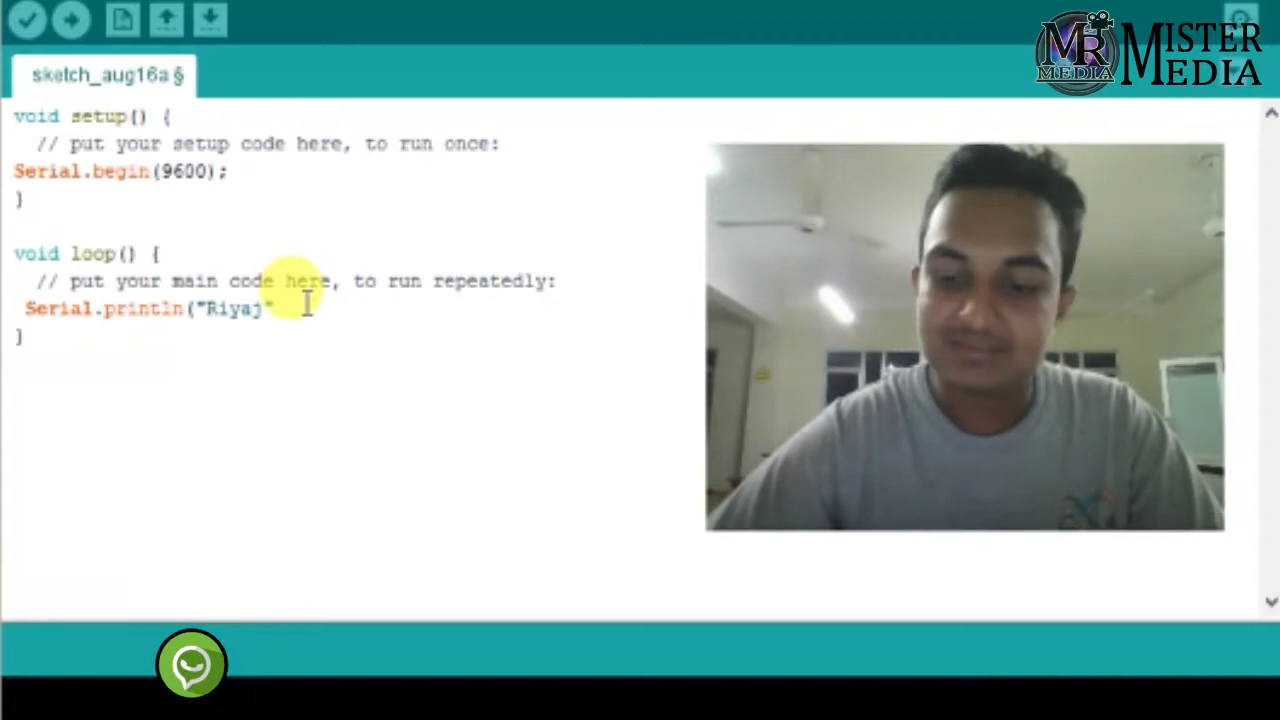 MR
MEDIA
MISTER
MEDIA
sketch_aug16a §
void setup() {
// put your setup code here, to run once:
Serial.begin(9600);
}
void loop() {
// put your main code here, to run repeatedly:
Serial.println("Riyaj"
}